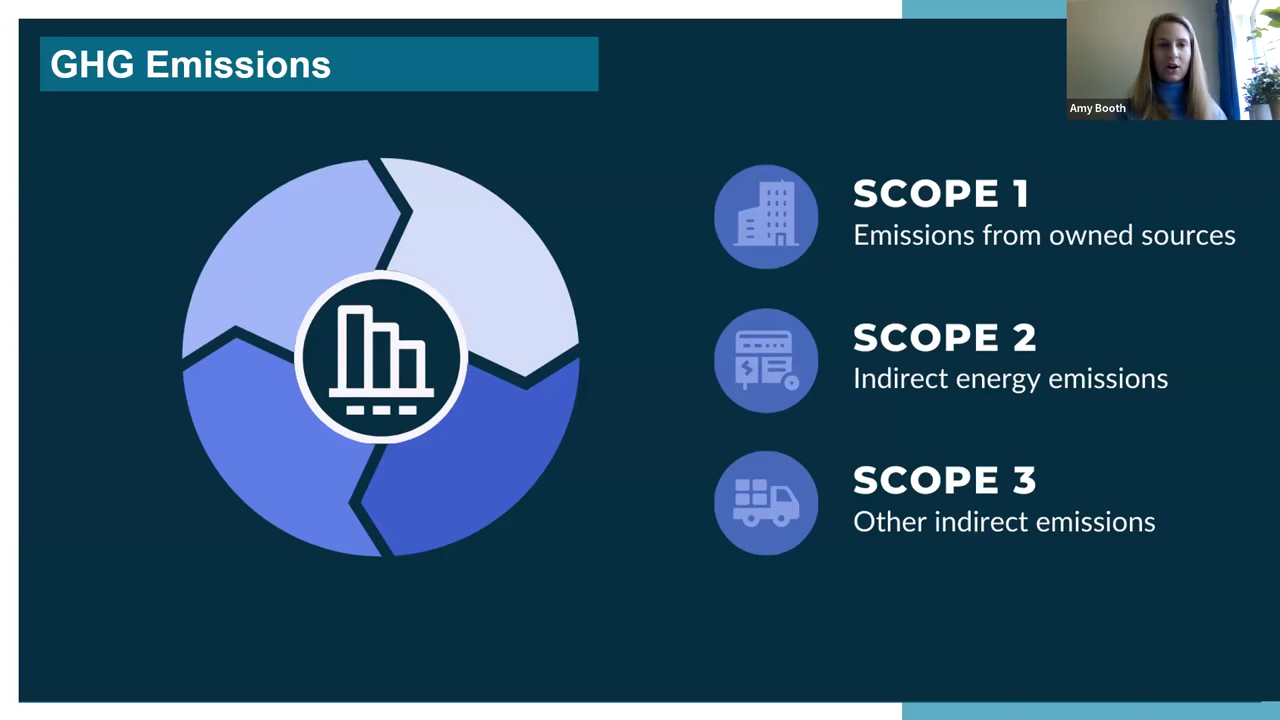 GHG Emissions
Amy Booth
SCOPE 1
Emissions from owned sources
SCOPE 2
Indirect energy emissions
SCOPE 3
Other indirect emissions